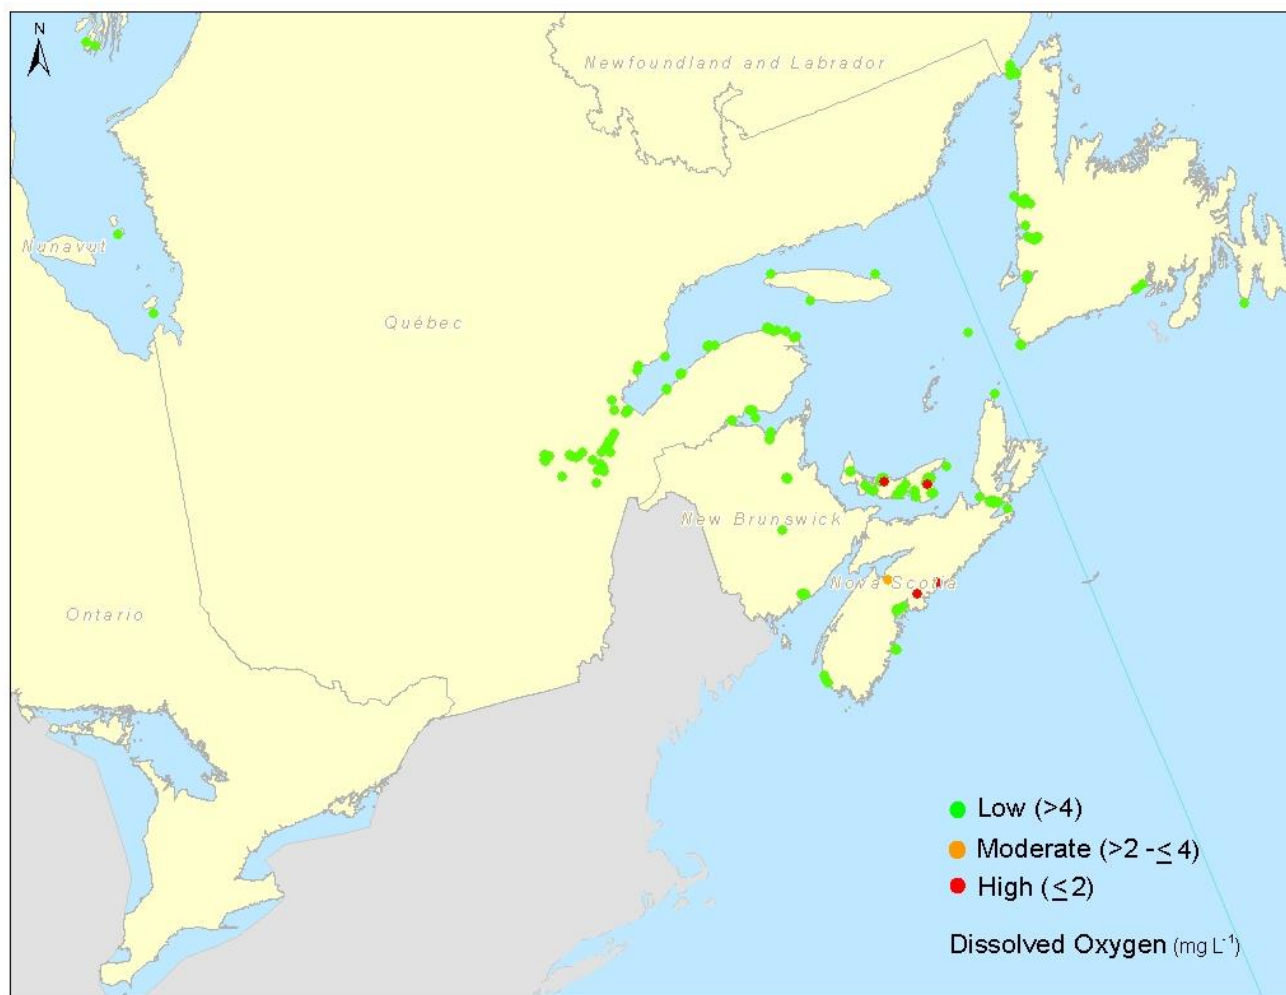 N
Newfoundland and Labrador
Nunavut
Québec
New Brunswick
Nova Scotia
Ontario
Low (>4)
Moderate (>2 -≤ 4)
High (≤2)
Dissolved Oxygen (mg L⁻¹)